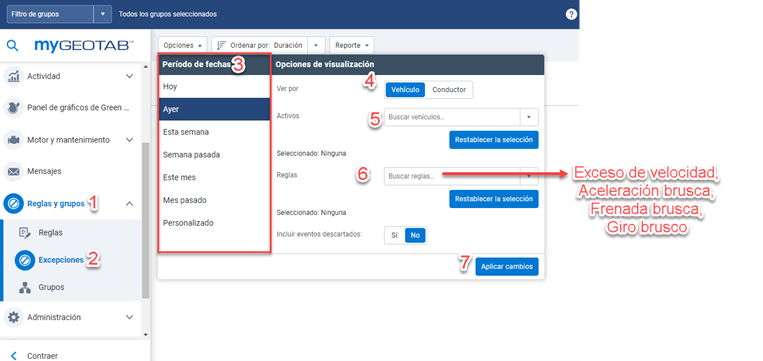 Filtro de grupos
Todos los grupos seleccionados
?
myGEOTAB™
Opciones
Ordenar por: Duración
Reporte
Actividad
Panel de gráficos de Green ...
Motor y mantenimiento
Mensajes
Reglas y grupos 1
Reglas
Excepciones 2
Grupos
Administración
Contraer
Período de fechas 3
Hoy
Ayer
Esta semana
Semana pasada
Este mes
Mes pasado
Personalizado
Opciones de visualización
4
Ver por
Vehículo
Conductor
Activos
5
Buscar vehículos...
Restablecer la selección
Seleccionado: Ninguna
Reglas
6
Buscar reglas...
Restablecer la selección
Seleccionado: Ninguna
Incluir eventos descartados:
Sí
No
7
Aplicar cambios
Exceso de velocidad,
Aceleración brusca,
Frenada brusca,
Giro brusco